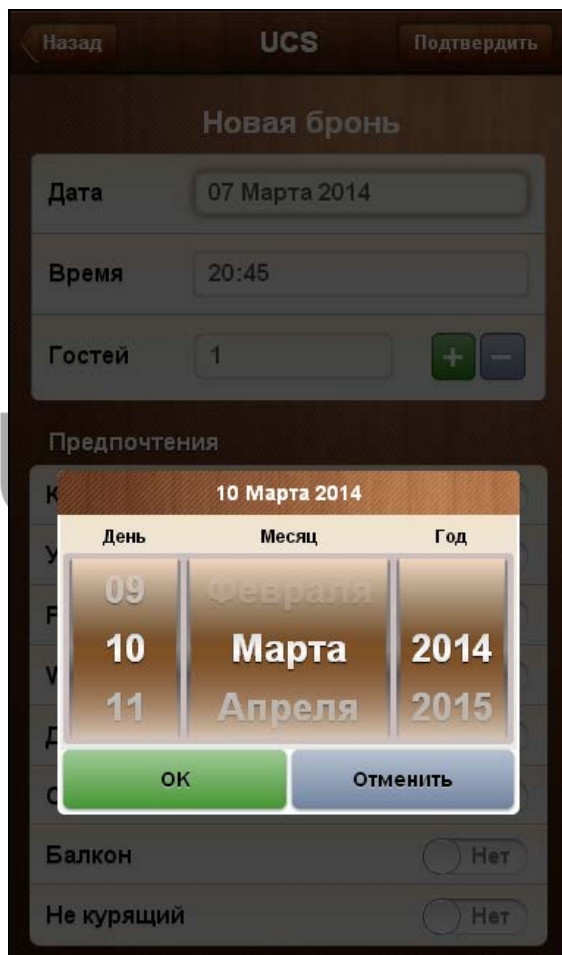 Назад UCS Подтвердить
Новая бронь
Дата 07 Марта 2014
Время 20:45
Гостей 1 + −
Предпочтения
10 Марта 2014
День Месяц Год
09 Февраля
10 Марта 2014
11 Апреля 2015
OK Отменить
Балкон Нет
Не курящий Нет